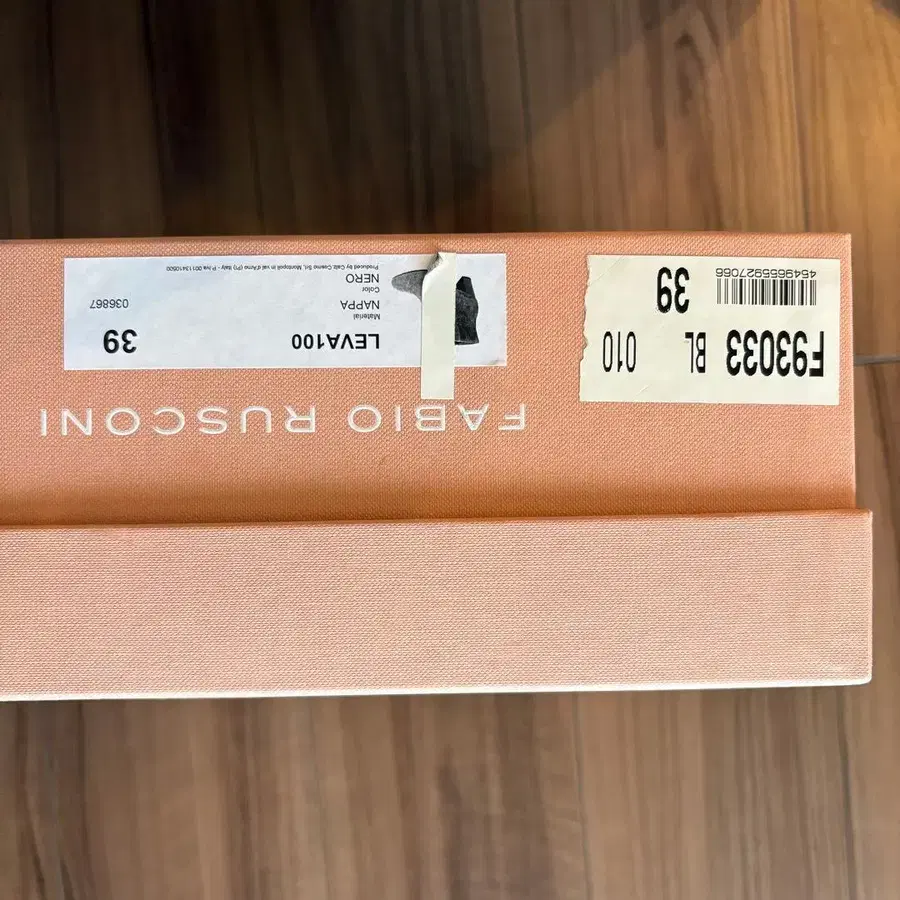 FABIO RUSCONI
F93033 BL 010
39
4549655927066
LEVA100
39
Material
NAPPA
036867
Color
NERO
Produced by Calz. Cosmo Srl, Montopoli in val d'Arno (PI) Italy - P.Iva 00113410500